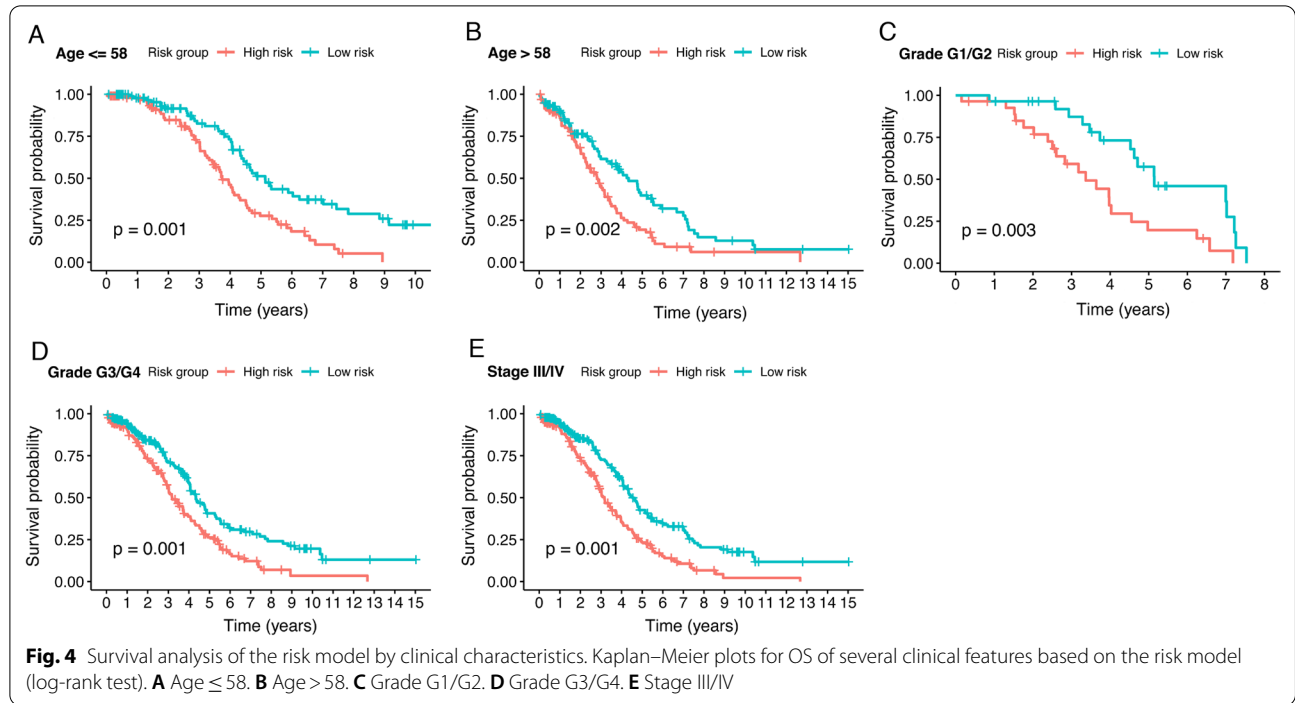 A
Age <= 58 Risk group High risk Low risk
Survival probability
1.00
0.75
0.50
0.25
0.00
p = 0.001
0 1 2 3 4 5 6 7 8 9 10
Time (years)
B
Age > 58 Risk group High risk Low risk
Survival probability
1.00
0.75
0.50
0.25
0.00
p = 0.002
0 1 2 3 4 5 6 7 8 9 10 11 12 13 14 15
Time (years)
C
Grade G1/G2 Risk group High risk Low risk
Survival probability
1.00
0.75
0.50
0.25
0.00
p = 0.003
0 1 2 3 4 5 6 7 8
Time (years)
D
Grade G3/G4 Risk group High risk Low risk
Survival probability
1.00
0.75
0.50
0.25
0.00
p = 0.001
0 1 2 3 4 5 6 7 8 9 10 11 12 13 14 15
Time (years)
E
Stage III/IV Risk group High risk Low risk
Survival probability
1.00
0.75
0.50
0.25
0.00
p = 0.001
0 1 2 3 4 5 6 7 8 9 10 11 12 13 14 15
Time (years)
Fig. 4 Survival analysis of the risk model by clinical characteristics. Kaplan–Meier plots for OS of several clinical features based on the risk model
(log-rank test). A Age ≤ 58. B Age > 58. C Grade G1/G2. D Grade G3/G4. E Stage III/IV